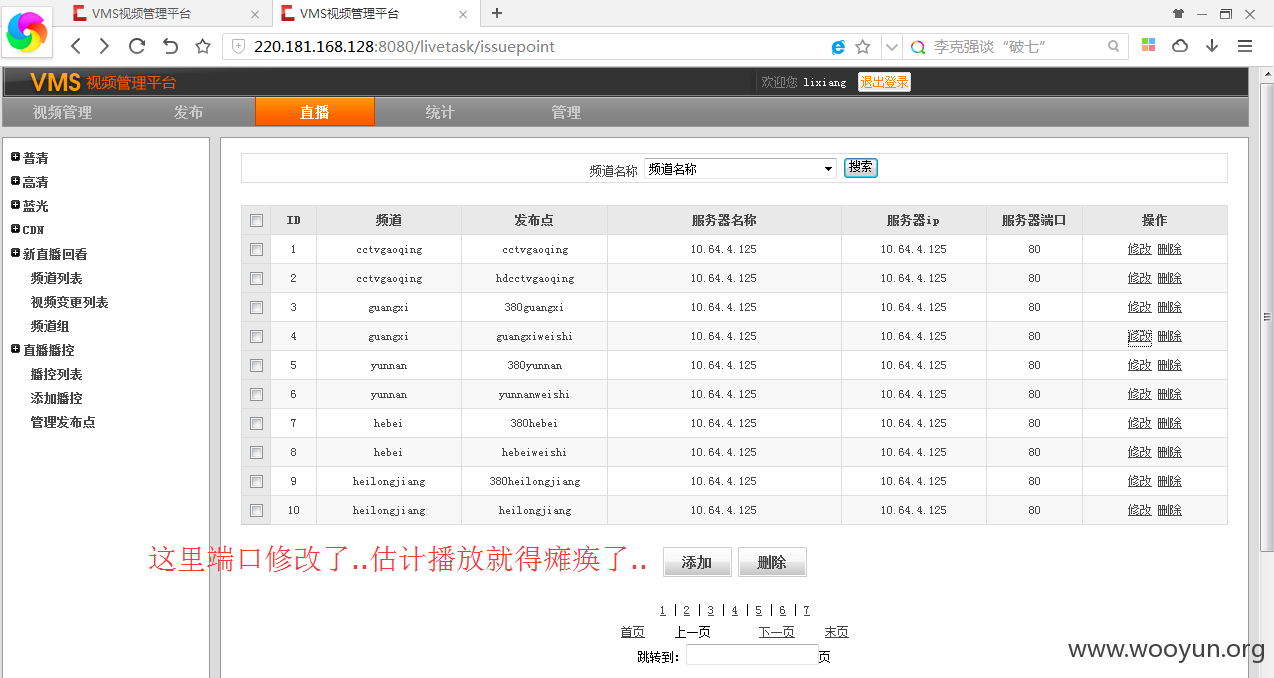 VMS视频管理平台
VMS视频管理平台
220.181.168.128:8080/livetask/issuepoint
李克强谈“破七”
VMS 视频管理平台
欢迎您 lixiang 退出登录
视频管理 发布 直播 统计 管理
普清
高清
蓝光
CDN
新直播回看
频道列表
视频变更列表
频道组
直播播控
播控列表
添加播控
管理发布点
频道名称 频道名称 搜索
ID 频道 发布点 服务器名称 服务器ip 服务器端口 操作
1 cctvgaoqing cctvgaoqing 10.64.4.125 10.64.4.125 80 修改 删除
2 cctvgaoqing hdcctvgaoqing 10.64.4.125 10.64.4.125 80 修改 删除
3 guangxi 380guangxi 10.64.4.125 10.64.4.125 80 修改 删除
4 guangxi guangxiweishi 10.64.4.125 10.64.4.125 80 修改 删除
5 yunnan 380yunnan 10.64.4.125 10.64.4.125 80 修改 删除
6 yunnan yunnanweishi 10.64.4.125 10.64.4.125 80 修改 删除
7 hebei 380hebei 10.64.4.125 10.64.4.125 80 修改 删除
8 hebei hebeiweishi 10.64.4.125 10.64.4.125 80 修改 删除
9 heilongjiang 380heilongjiang 10.64.4.125 10.64.4.125 80 修改 删除
10 heilongjiang heilongjiang 10.64.4.125 10.64.4.125 80 修改 删除
这里端口修改了..估计播放就得瘫痪了..
添加 删除
1 | 2 | 3 | 4 | 5 | 6 | 7
首页 上一页 下一页 末页
跳转到: 页
www.wooyun.org